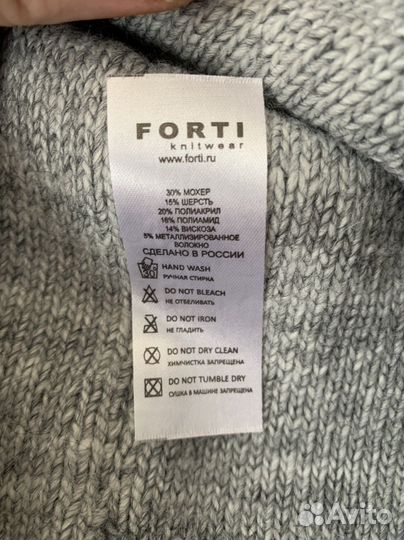 FORTI
knitwear
www.forti.ru
30% МОХЕР
15% ШЕРСТЬ
20% ПОЛИАКРИЛ
16% ПОЛИАМИД
14% ВИСКОЗА
5% МЕТАЛЛИЗИРОВАННОЕ
ВОЛОКНО
СДЕЛАНО В РОССИИ
30
HAND WASH
РУЧНАЯ СТИРКА
DO NOT BLEACH
НЕ ОТБЕЛИВАТЬ
DO NOT IRON
НЕ ГЛАДИТЬ
DO NOT DRY CLEAN
ХИМЧИСТКА ЗАПРЕЩЕНА
DO NOT TUMBLE DRY
СУШКА В МАШИНЕ ЗАПРЕЩЕНА
Avito